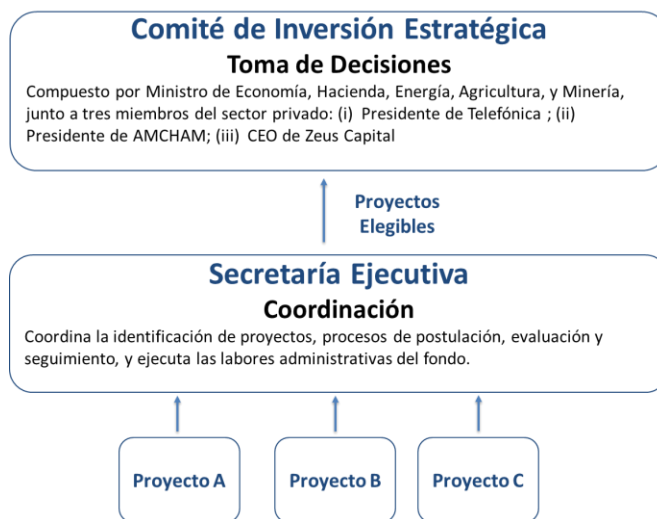 Comité de Inversión Estratégica
Toma de Decisiones
Compuesto por Ministro de Economía, Hacienda, Energía, Agricultura, y Minería,
junto a tres miembros del sector privado: (i) Presidente de Telefónica ; (ii)
Presidente de AMCHAM; (iii) CEO de Zeus Capital
Proyectos
Elegibles
Secretaría Ejecutiva
Coordinación
Coordina la identificación de proyectos, procesos de postulación, evaluación y
seguimiento, y ejecuta las labores administrativas del fondo.
Proyecto A
Proyecto B
Proyecto C